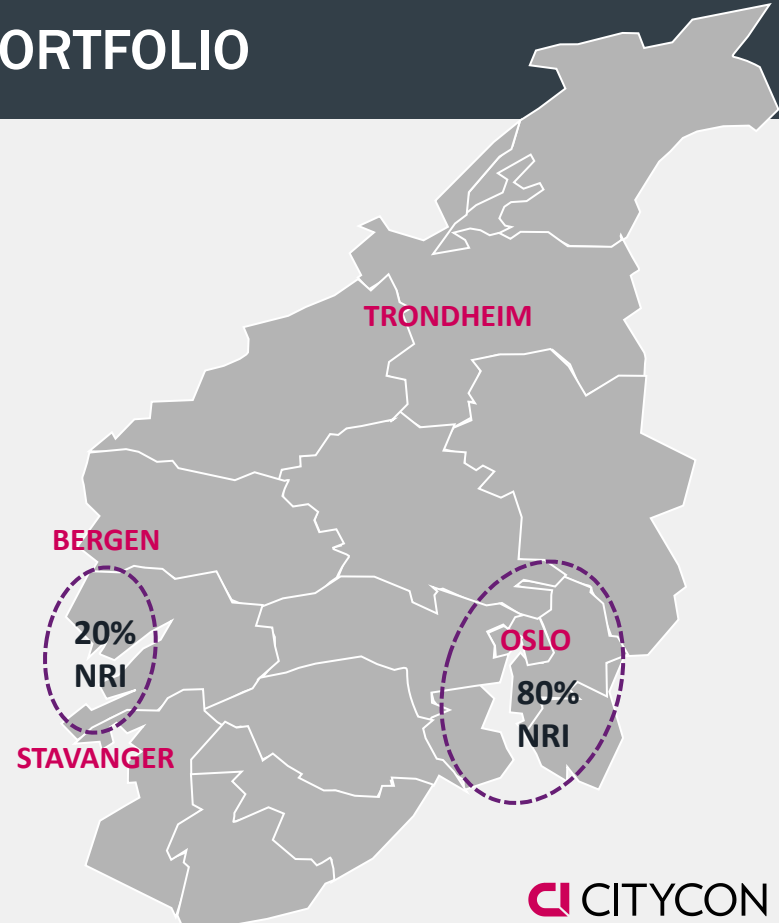 ORTFOLIO
TRONDHEIM
BERGEN
20%
NRI
OSLO
80%
NRI
STAVANGER
CITYCON